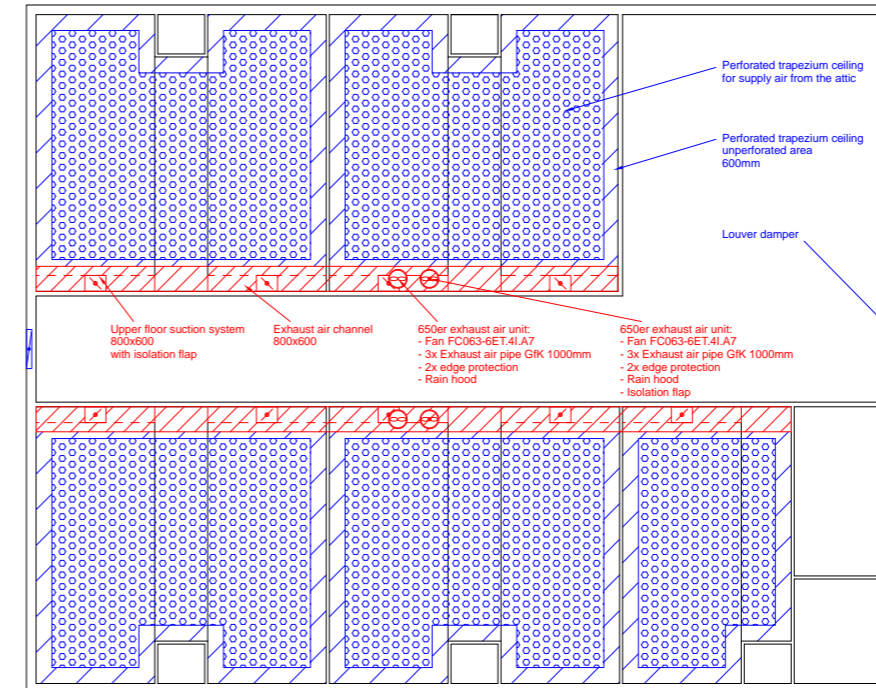 Perforated trapezium ceiling
for supply air from the attic
Perforated trapezium ceiling
unperforated area
600mm
Louver damper
Upper floor suction system
800x600
with isolation flap
Exhaust air channel
800x600
650er exhaust air unit:
- Fan FC063-6ET.4I.A7
- 3x Exhaust air pipe GfK 1000mm
- 2x edge protection
- Rain hood
650er exhaust air unit:
- Fan FC063-6ET.4I.A7
- 3x Exhaust air pipe GfK 1000mm
- 2x edge protection
- Rain hood
- Isolation flap